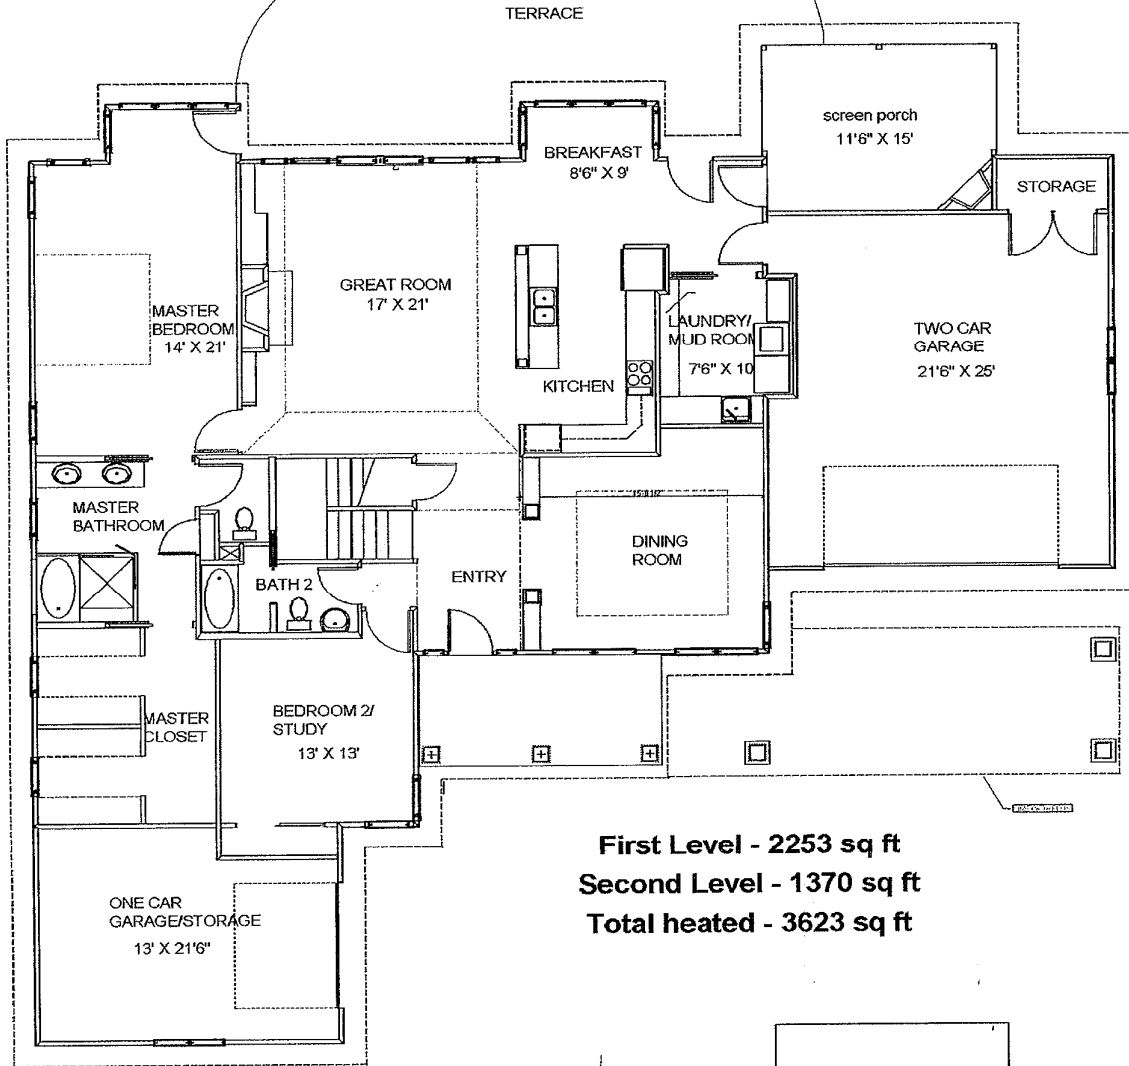 TERRACE
screen porch
11'6" X 15'
BREAKFAST
8'6" X 9'
STORAGE
GREAT ROOM
17' X 21'
MASTER
BEDROOM
14' X 21'
LAUNDRY/
MUD ROOM
7'6" X 10
TWO CAR
GARAGE
21'6" X 25'
KITCHEN
MASTER
BATHROOM
DINING
ROOM
BATH 2
ENTRY
MASTER
CLOSET
BEDROOM 2/
STUDY
13' X 13'
First Level - 2253 sq ft
Second Level - 1370 sq ft
Total heated - 3623 sq ft
ONE CAR
GARAGE/STORAGE
13' X 21'6"